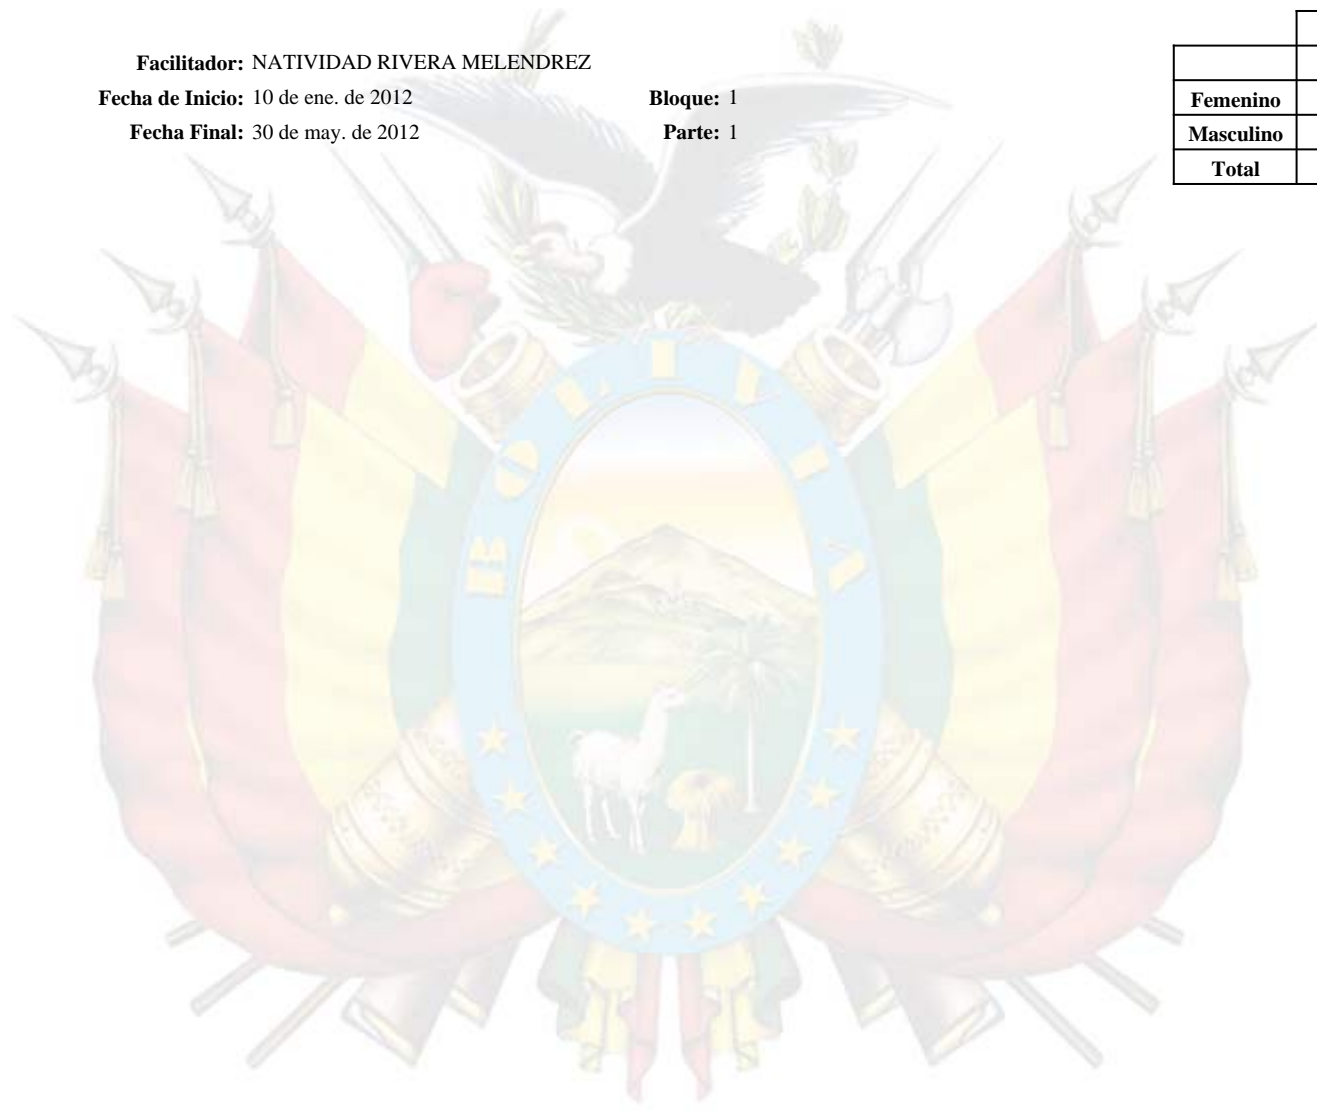 Facilitador: NATIVIDAD RIVERA MELENDREZ
Fecha de Inicio: 10 de ene. de 2012 Bloque: 1
Fecha Final: 30 de may. de 2012 Parte: 1
Femenino
Masculino
Total
BOLIVIA